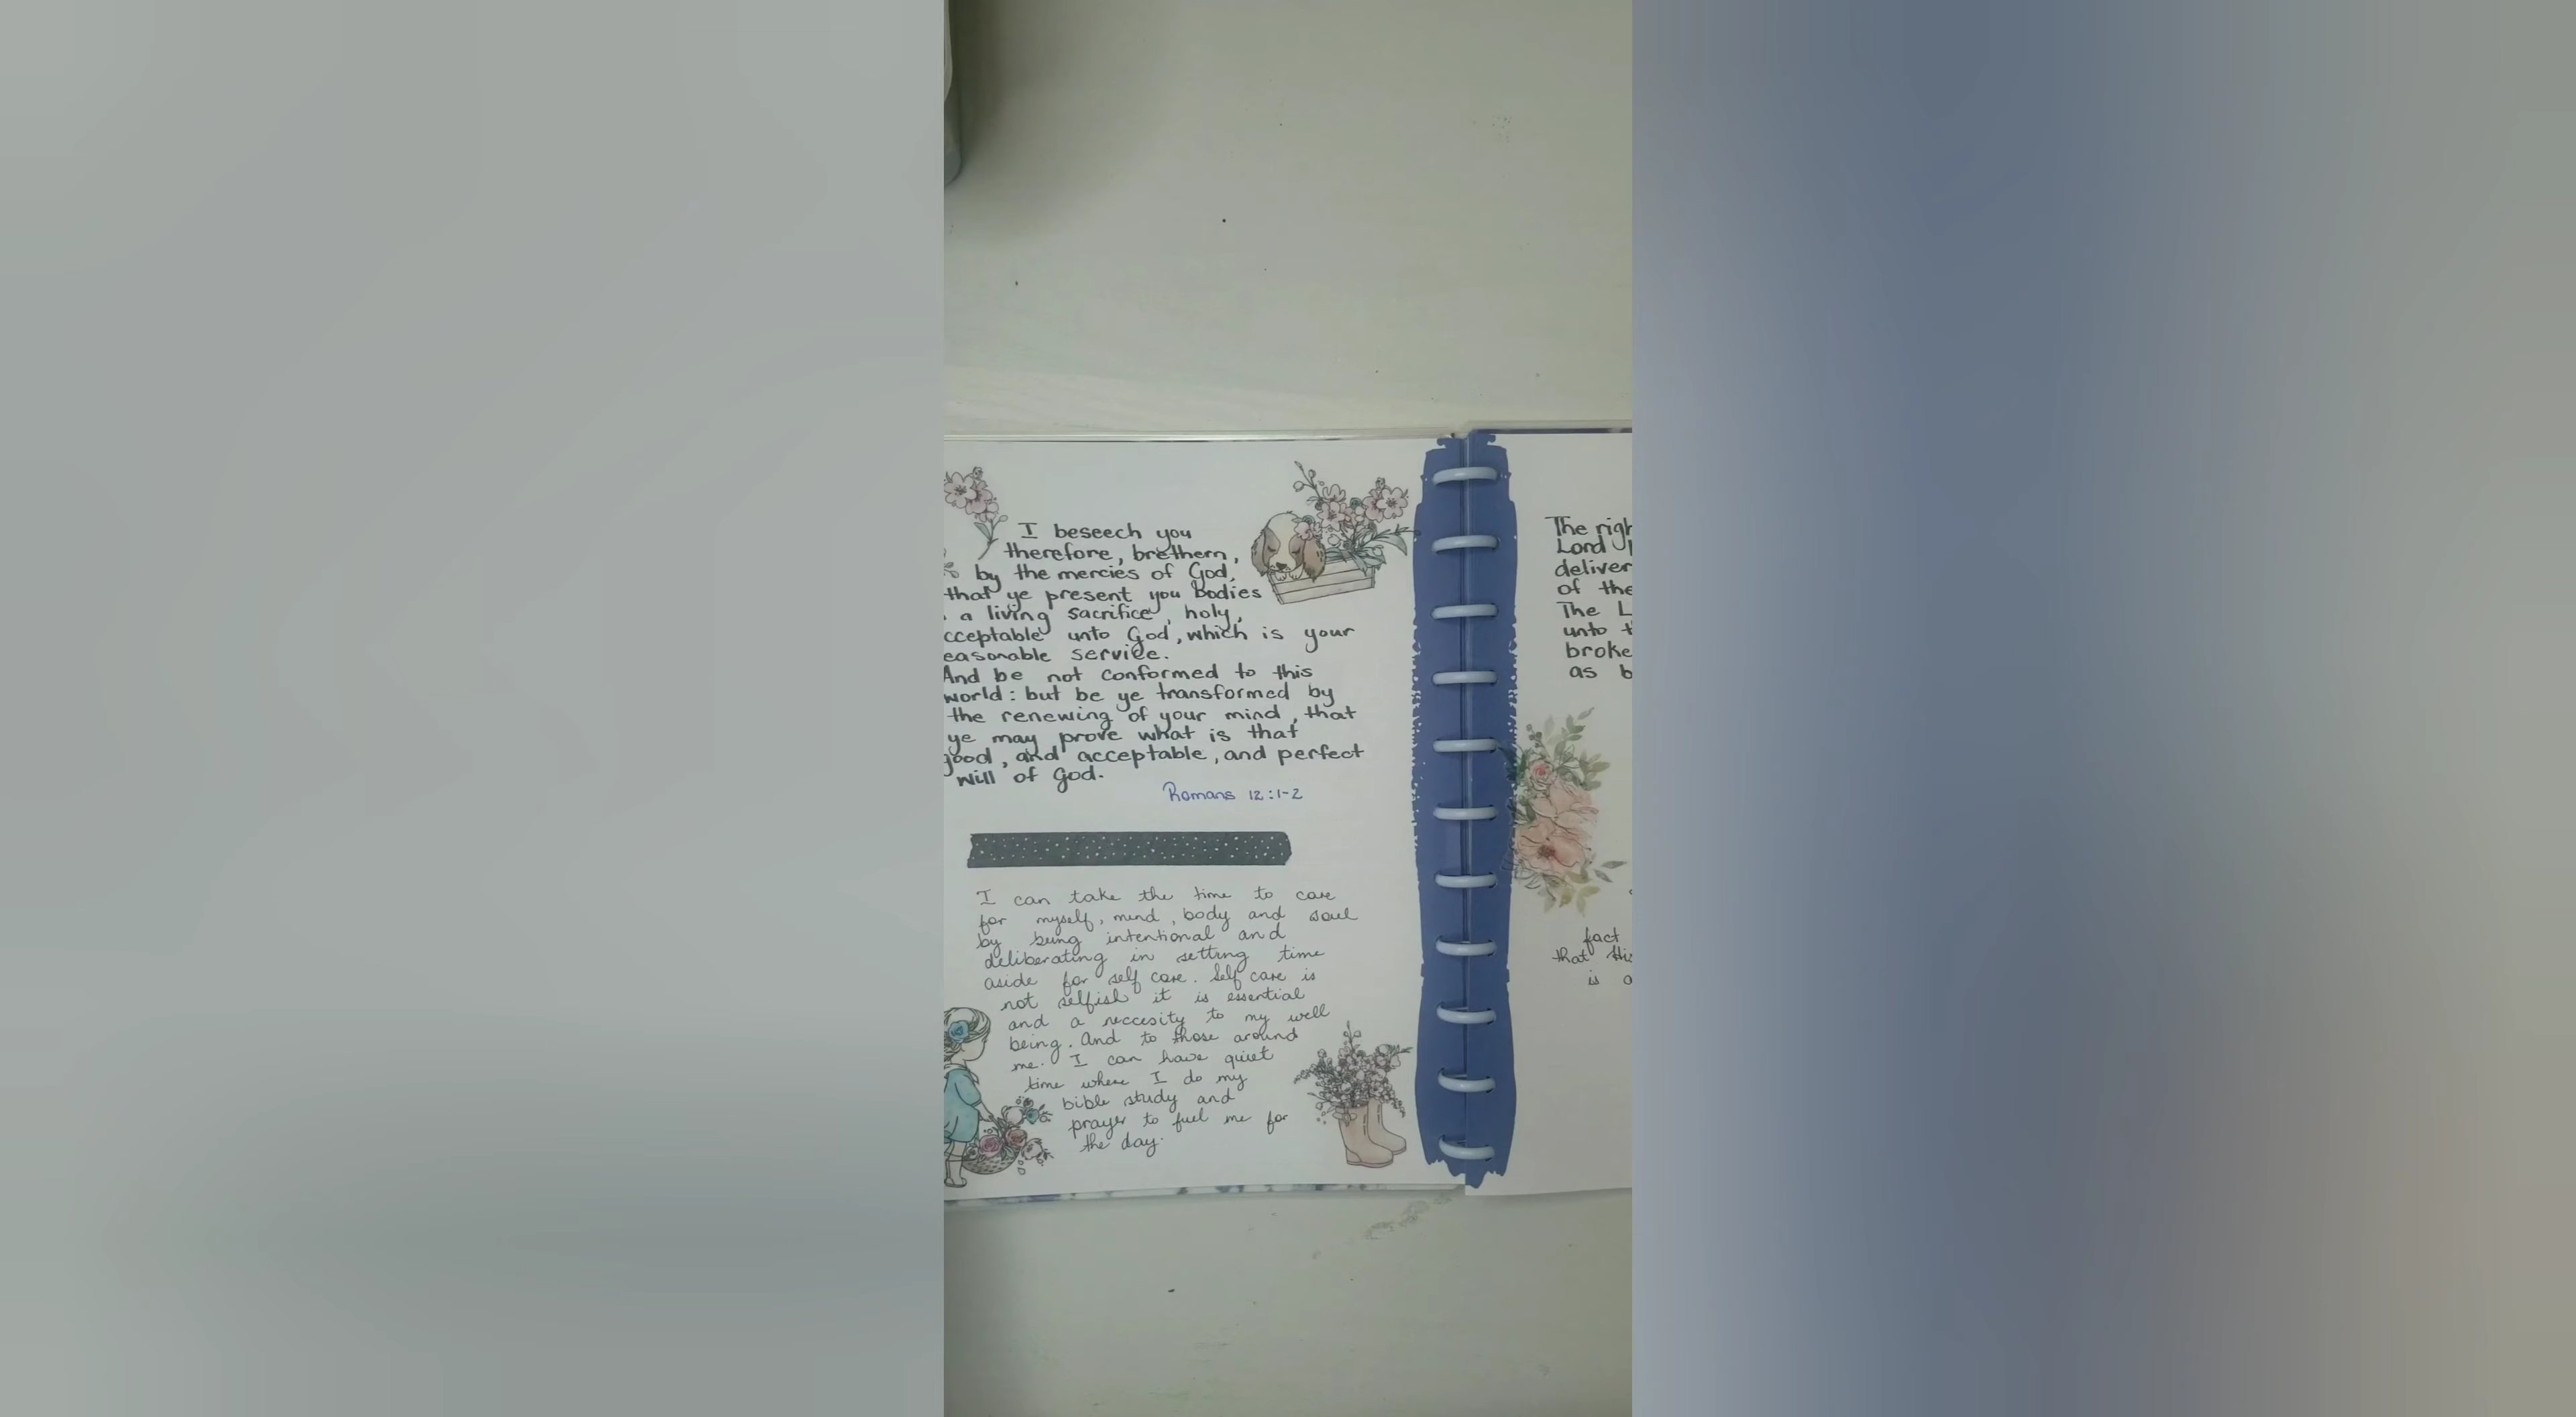 I beseech you
therefore, brethern,
by the mercies of God,
that ye present you bodies
a living sacrifice, holy,
cceptable unto God, which is your
easonable service.
And be not conformed to this
world: but be ye transformed by
the renewing of your mind, that
ye may prove what is that
good, and acceptable, and perfect
will of God.
Romans 12:1-2
I can take the time to care
for myself, mind, body and soul
by being intentional and
deliberating in setting time
aside for self care. Self care is
not selfish it is essential
and a neccesity to my well
being. And to those around
me. I can have quiet
time where I do my
bible study and
prayer to fuel me for
the day.
The righ
Lord
deliver
of the
The L
unto t
broke
as b
fact
that
is